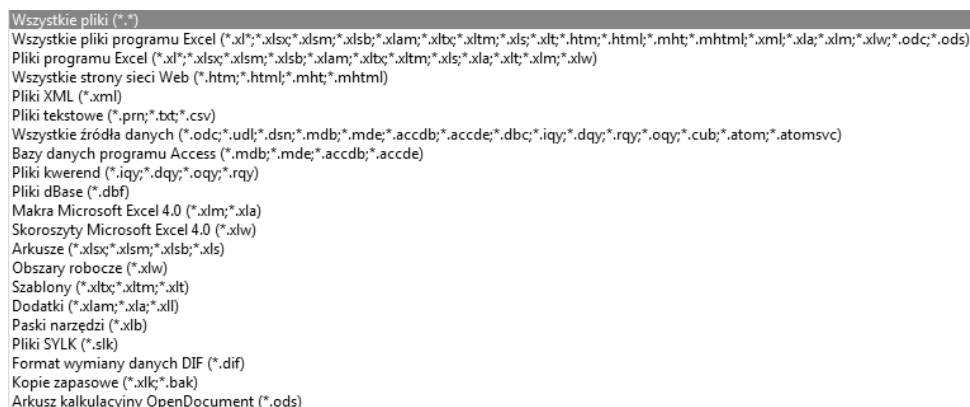 Wszystkie pliki (*.*)
Wszystkie pliki programu Excel (*.xl*;*.xlsx;*.xlsm;*.xlsb;*.xlam;*.xltx;*.xltm;*.xls;*.xlt;*.htm;*.html;*.mht;*.mhtml;*.xml;*.xla;*.xlm;*.xlw;*.odc;*.ods)
Pliki programu Excel (*.xl*;*.xlsx;*.xlsm;*.xlsb;*.xlam;*.xltx;*.xltm;*.xls;*.xla;*.xlt;*.xlm;*.xlw)
Wszystkie strony sieci Web (*.htm;*.html;*.mht;*.mhtml)
Pliki XML (*.xml)
Pliki tekstowe (*.prn;*.txt;*.csv)
Wszystkie źródła danych (*.odc;*.udl;*.dsn;*.mdb;*.mde;*.accdb;*.accde;*.dbc;*.iqy;*.dqy;*.rqy;*.oqy;*.cub;*.atom;*.atomsvc)
Bazy danych programu Access (*.mdb;*.mde;*.accdb;*.accde)
Pliki kwerend (*.iqy;*.dqy;*.oqy;*.rqy)
Pliki dBase (*.dbf)
Makra Microsoft Excel 4.0 (*.xlm;*.xla)
Skoroszyty Microsoft Excel 4.0 (*.xlw)
Arkusze (*.xlsx;*.xlsm;*.xlsb;*.xls)
Obszary robocze (*.xlw)
Szablony (*.xltx;*.xltm;*.xlt)
Dodatki (*.xlam;*.xla;*.xll)
Paski narzędzi (*.xlb)
Pliki SYLK (*.slk)
Format wymiany danych DIF (*.dif)
Kopie zapasowe (*.xlk;*.bak)
Arkusz kalkulacyjny OpenDocument (*.ods)